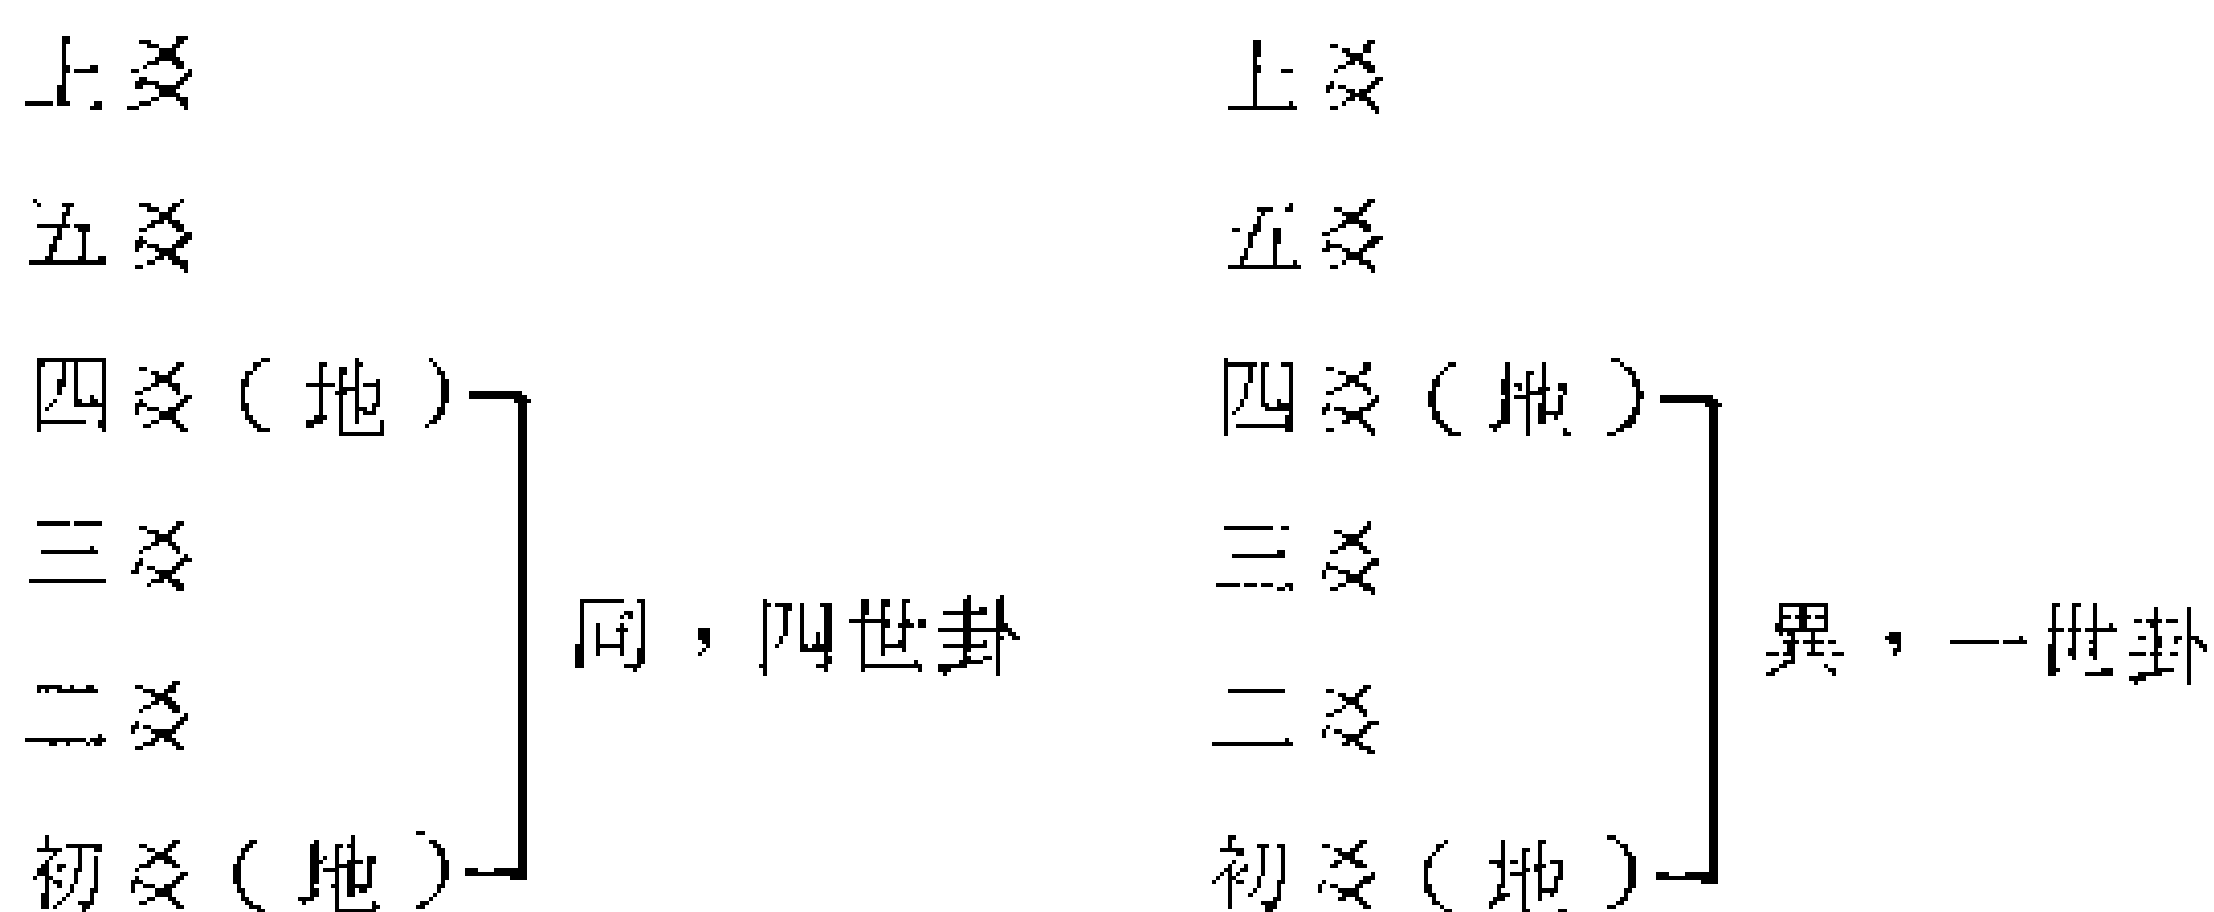 上爻
五爻
四爻(地)
三爻
同,四世卦
二爻
初爻(地)
上爻
五爻
四爻(地)
三爻
異,一世卦
二爻
初爻(地)